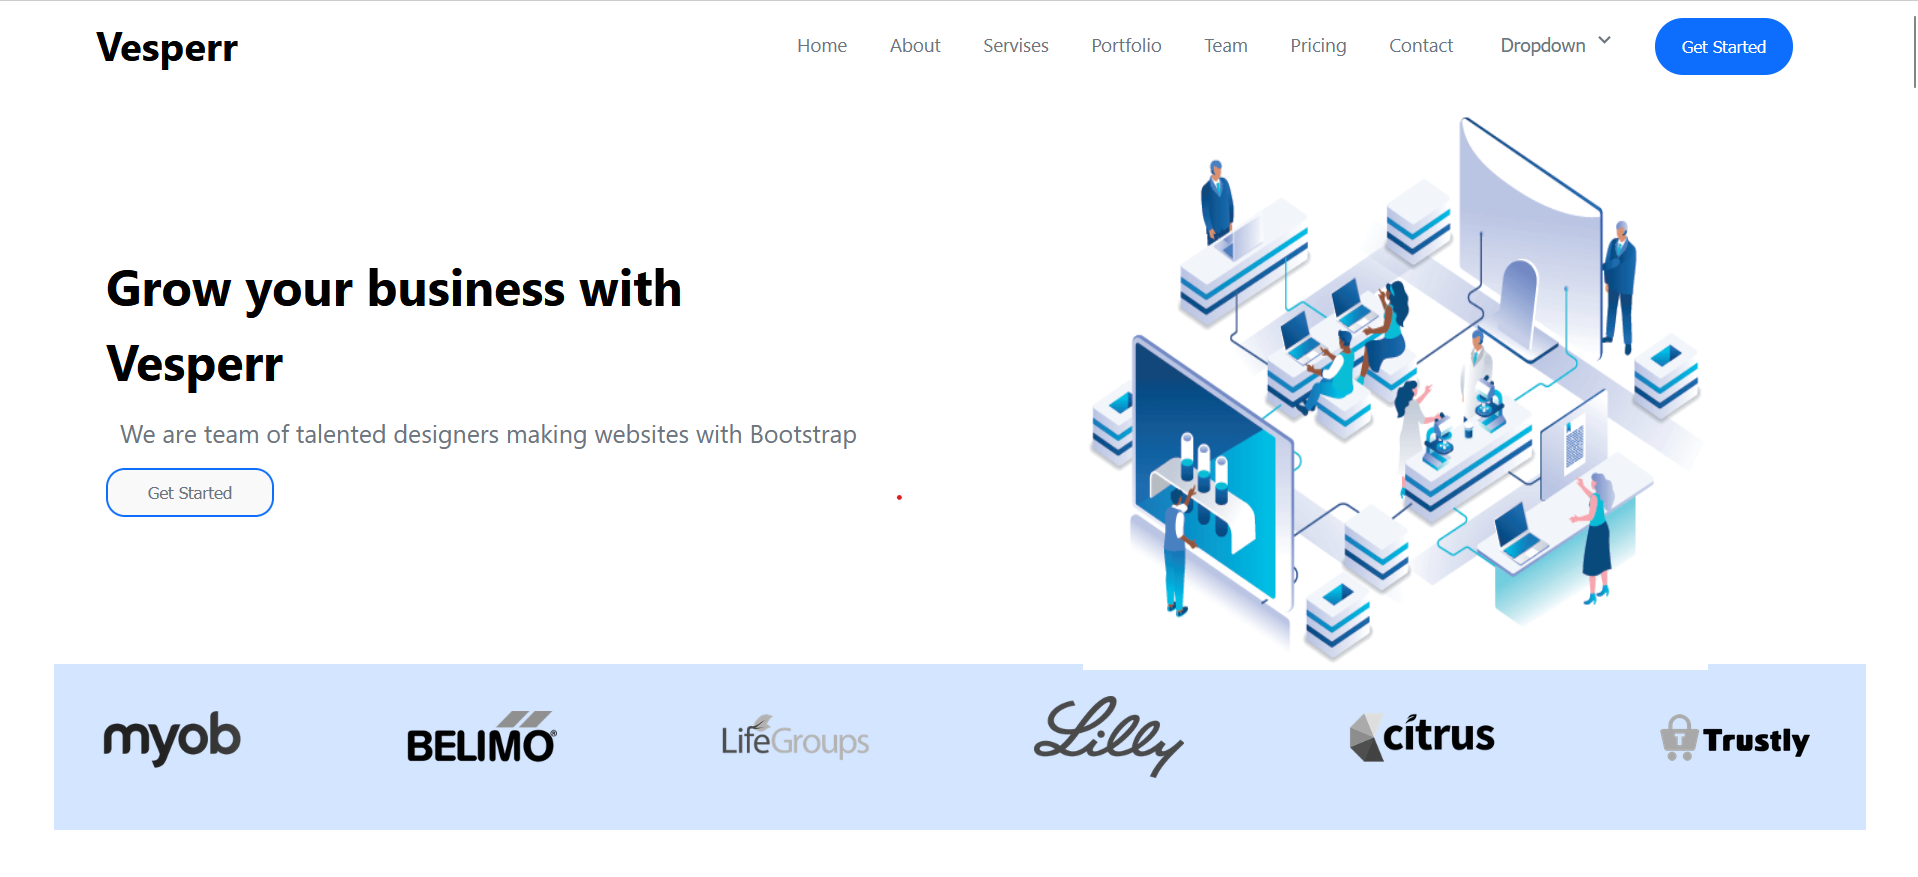 Vesperr
Home About Servises Portfolio Team Pricing Contact Dropdown Get Started
Grow your business with
Vesperr
We are team of talented designers making websites with Bootstrap
Get Started
myob BELIMO® LifeGroups Lilly citrus T Trustly